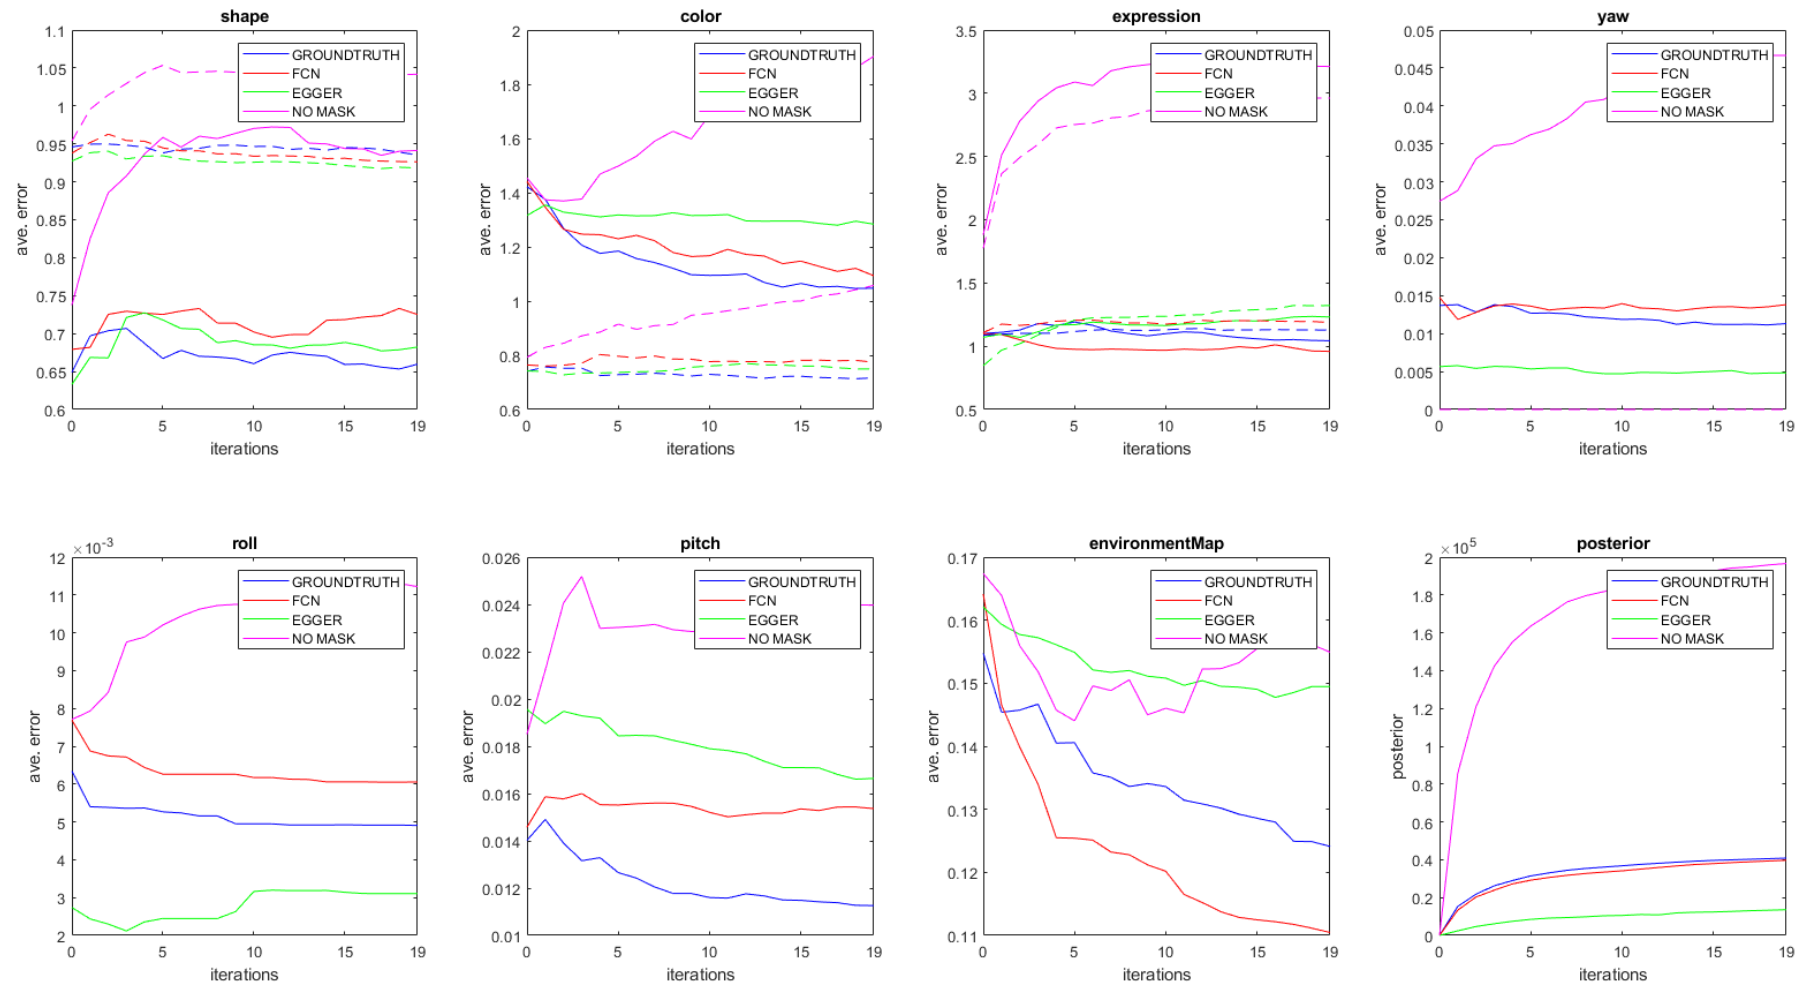 shape
1.1
1.05
1
0.95
0.9
0.85
0.8
0.75
0.7
0.65
0.6
ave. error
0 5 10 15 19
iterations
GROUNDTRUTH
FCN
EGGER
NO MASK
color
2
1.8
1.6
1.4
1.2
1
0.8
0.6
ave. error
0 5 10 15 19
iterations
GROUNDTRUTH
FCN
EGGER
NO MASK
expression
3.5
3
2.5
2
1.5
1
0.5
ave. error
0 5 10 15 19
iterations
GROUNDTRUTH
FCN
EGGER
NO MASK
yaw
0.05
0.045
0.04
0.035
0.03
0.025
0.02
0.015
0.01
0.005
0
ave. error
0 5 10 15 19
iterations
GROUNDTRUTH
FCN
EGGER
NO MASK
roll
×10⁻³
12
11
10
9
8
7
6
5
4
3
2
ave. error
0 5 10 15 19
iterations
GROUNDTRUTH
FCN
EGGER
NO MASK
pitch
0.026
0.024
0.022
0.02
0.018
0.016
0.014
0.012
0.01
ave. error
0 5 10 15 19
iterations
GROUNDTRUTH
FCN
EGGER
NO MASK
environmentMap
0.17
0.16
0.15
0.14
0.13
0.12
0.11
ave. error
0 5 10 15 19
iterations
GROUNDTRUTH
FCN
EGGER
NO MASK
posterior
×10⁵
2
1.8
1.6
1.4
1.2
1
0.8
0.6
0.4
0.2
0
posterior
0 5 10 15 19
iterations
GROUNDTRUTH
FCN
EGGER
NO MASK